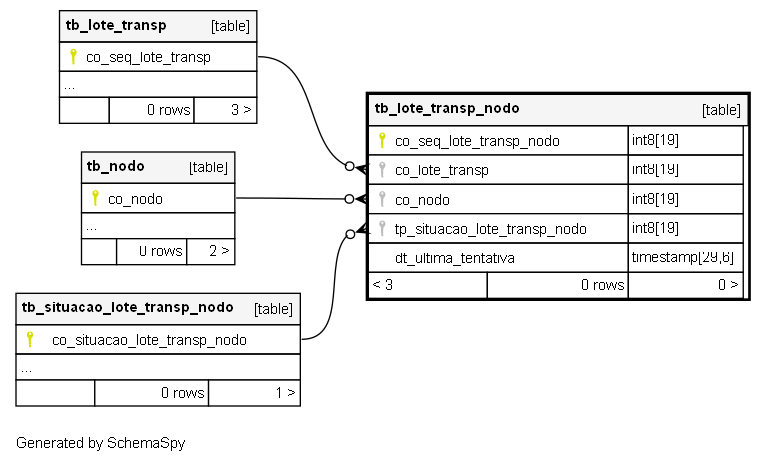 tb_lote_transp [table]
co_seq_lote_transp
...
0 rows 3 >
tb_nodo [table]
co_nodo
...
0 rows 2 >
tb_situacao_lote_transp_nodo [table]
co_situacao_lote_transp_nodo
...
0 rows 1 >
tb_lote_transp_nodo [table]
co_seq_lote_transp_nodo int8[19]
co_lote_transp int8[19]
co_nodo int8[19]
tp_situacao_lote_transp_nodo int8[19]
dt_ultima_tentativa timestamp[29,6]
< 3 0 rows 0 >
Generated by SchemaSpy